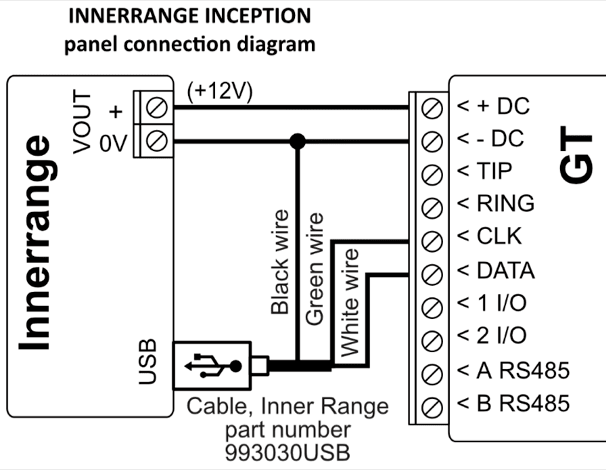 INNERRANGE INCEPTION
panel connection diagram
Innerrange
VOUT
+
(+12V)
0V
USB
Black wire
Green wire
White wire
Cable, Inner Range
part number
993030USB
GT
< + DC
< - DC
< TIP
< RING
< CLK
< DATA
< 1 I/O
< 2 I/O
< A RS485
< B RS485